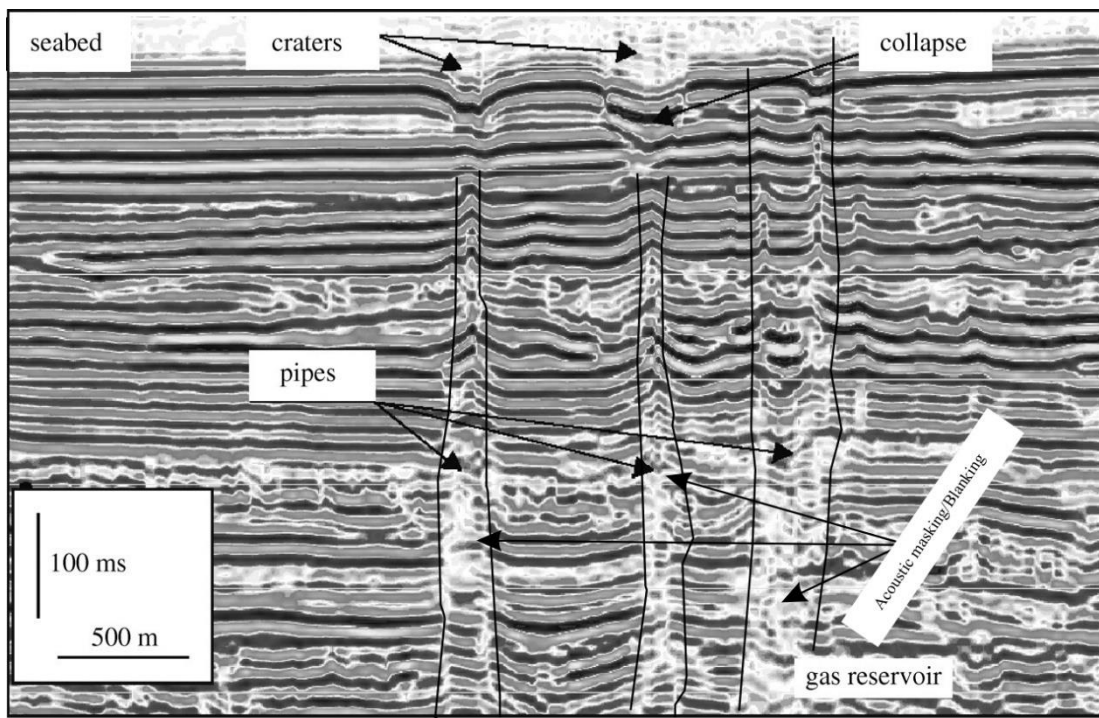 seabed
craters
collapse
pipes
Acoustic masking/Blanking
100 ms
500 m
gas reservoir